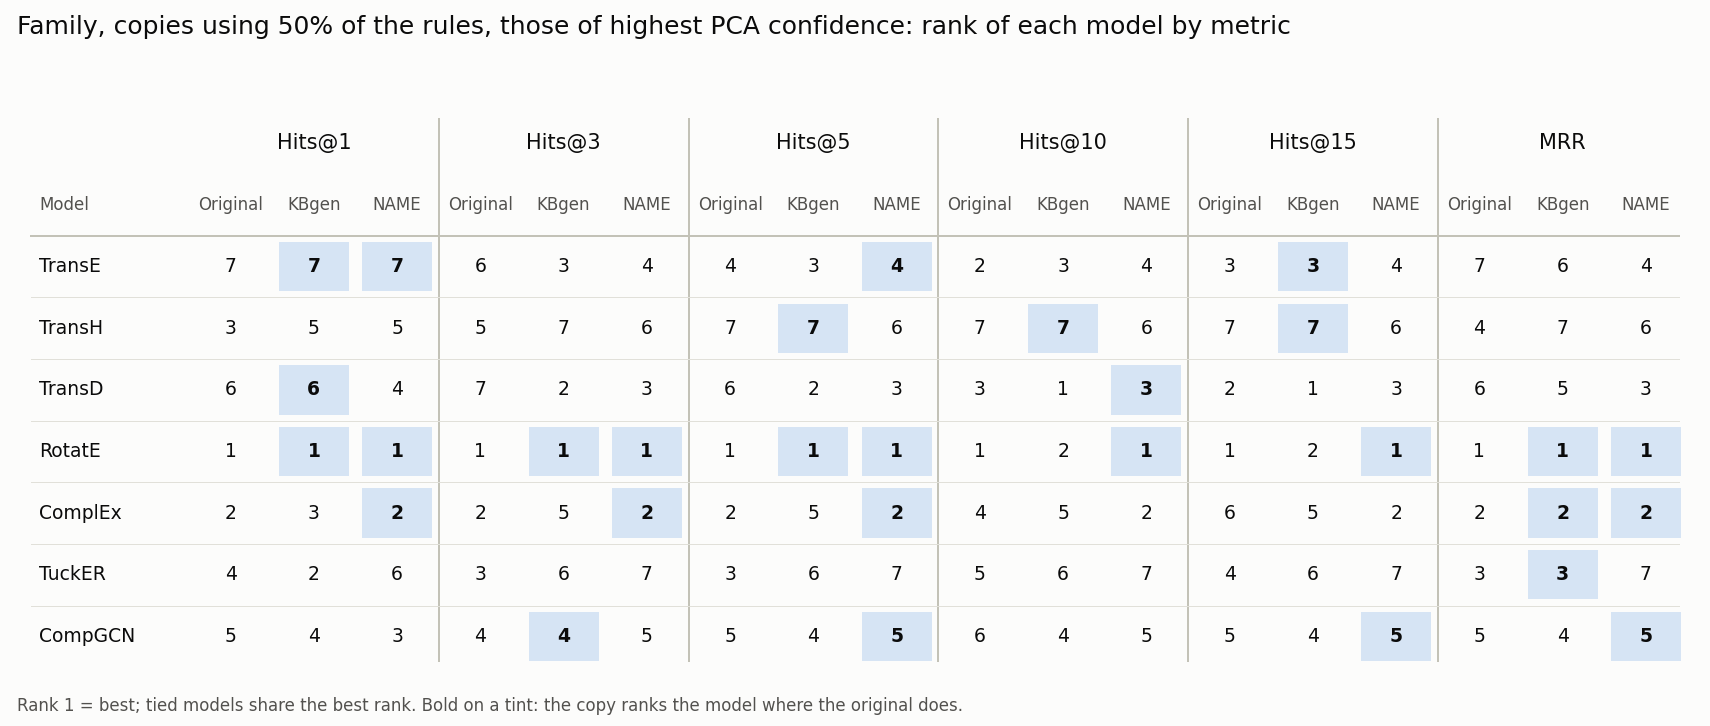 Family, copies using 50% of the rules, those of highest PCA confidence: rank of each model by metric
Hits@1 Hits@3 Hits@5 Hits@10 Hits@15 MRR
Model Original KBgen NAME Original KBgen NAME Original KBgen NAME Original KBgen NAME Original KBgen NAME Original KBgen NAME
TransE 7 7 7 6 3 4 4 3 4 2 3 4 3 3 4 7 6 4
TransH 3 5 5 5 7 6 7 7 6 7 7 6 7 7 6 4 7 6
TransD 6 6 4 7 2 3 6 2 3 3 1 3 2 1 3 6 5 3
RotatE 1 1 1 1 1 1 1 1 1 1 2 1 1 2 1 1 1 1
ComplEx 2 3 2 2 5 2 2 5 2 4 5 2 6 5 2 2 2 2
TuckER 4 2 6 3 6 7 3 6 7 5 6 7 4 6 7 3 3 7
CompGCN 5 4 3 4 4 5 5 4 5 6 4 5 5 4 5 5 4 5
Rank 1 = best; tied models share the best rank. Bold on a tint: the copy ranks the model where the original does.